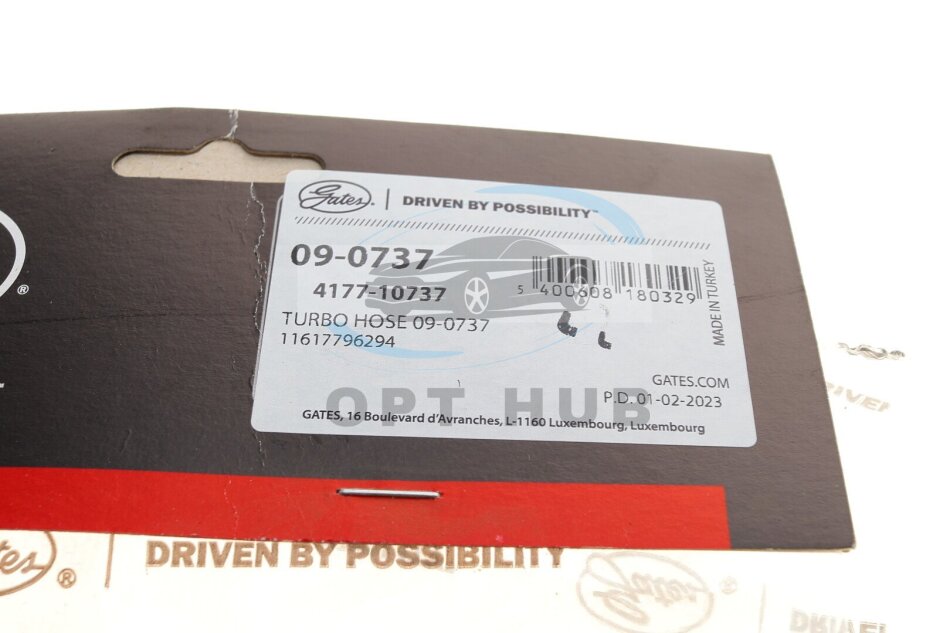 Gates. | DRIVEN BY POSSIBILITY™
09-0737
4177-10737
5 400608 180329
MADE IN TURKEY
TURBO HOSE 09-0737
11617796294
GATES.COM
P.D. 01-02-2023
OPT HUB
GATES, 16 Boulevard d'Avranches, L-1160 Luxembourg, Luxembourg
®
DRIVEN BY POSSIBILITY
®
DRIVEN